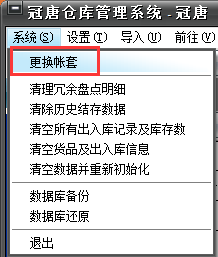 冠唐仓库管理系统 - 冠唐
系统(S) 设置(T) 导入(U) 前往(V)
更换帐套
清理冗余盘点明细
清除历史结存数据
清空所有出入库记录及库存数
清空货品及出入库信息
清空数据并重新初始化
数据库备份
数据库还原
退出